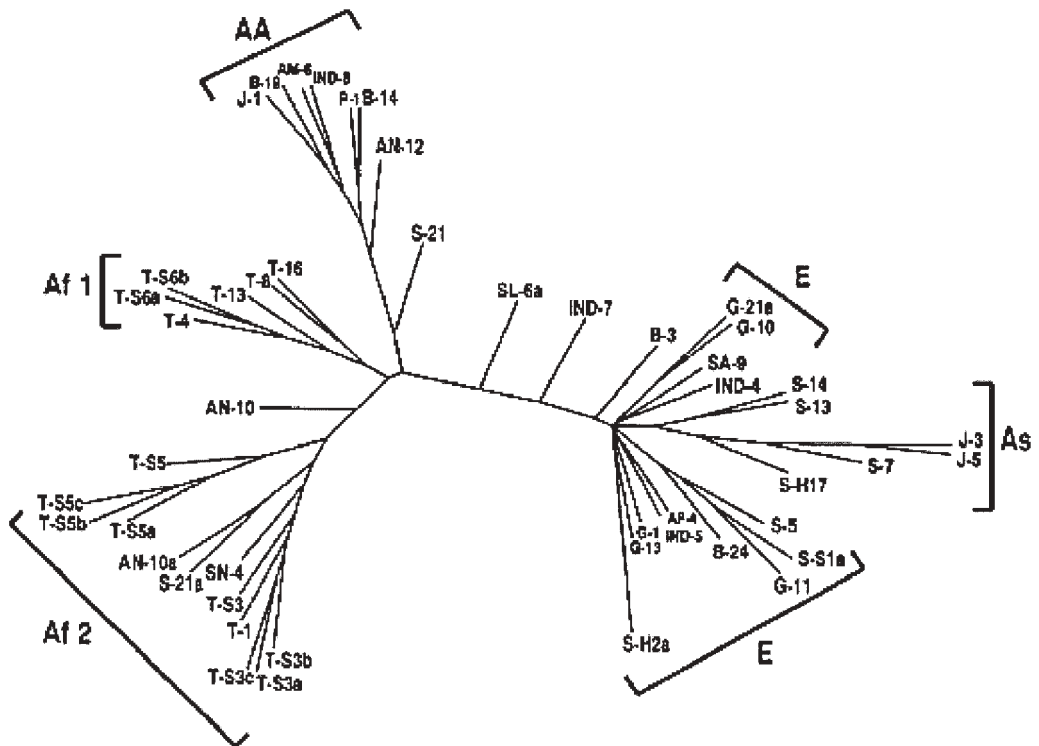 AA
AM-6
IND-8
B-19
J-1
P-1
B-14
AN-12
S-21
Af 1
T-S6b
T-S6a
T-4
T-13
T-8
T-16
SL-6a
IND-7
B-3
E
G-21a
G-10
SA-9
IND-4
S-14
S-13
As
J-3
J-5
S-7
S-H17
AN-10
T-S5
T-S5c
T-S5b
T-S5a
AN-10a
S-21a
SN-4
T-S3
T-1
T-S3b
T-S3c
T-S3a
Af 2
G-1
G-13
AP-4
IND-5
B-24
S-5
S-S1a
G-11
S-H2a
E